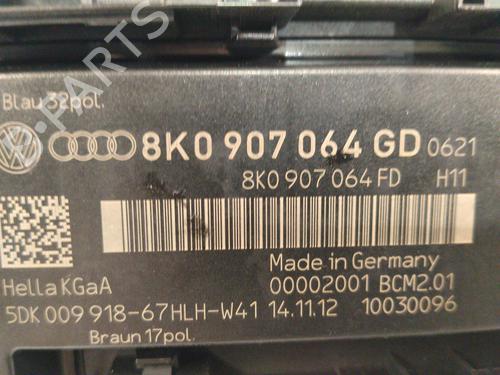 Blau 32pol.
8K0 907 064 GD 0621
8K0 907 064 FD H11
Made in Germany
Hella KGaA 00002001 BCM2.01
5DK 009 918-67HLH-W41 14.11.12 10030096
Braun 17pol.
PARTS